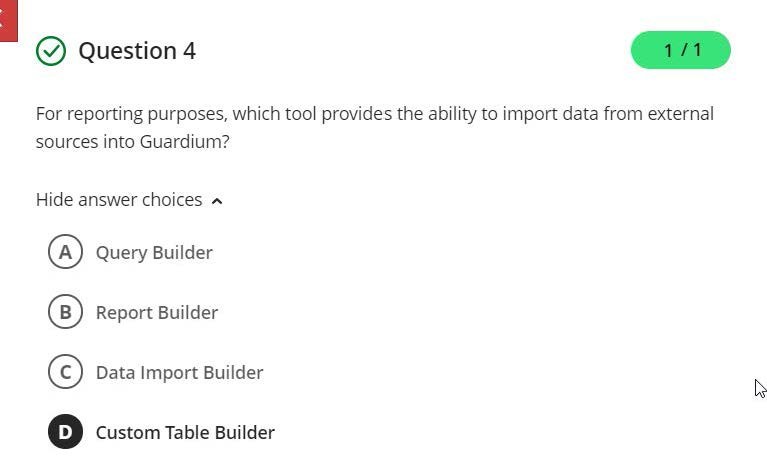 Question 4
1 / 1
For reporting purposes, which tool provides the ability to import data from external
sources into Guardium?
Hide answer choices
A Query Builder
B Report Builder
C Data Import Builder
D Custom Table Builder